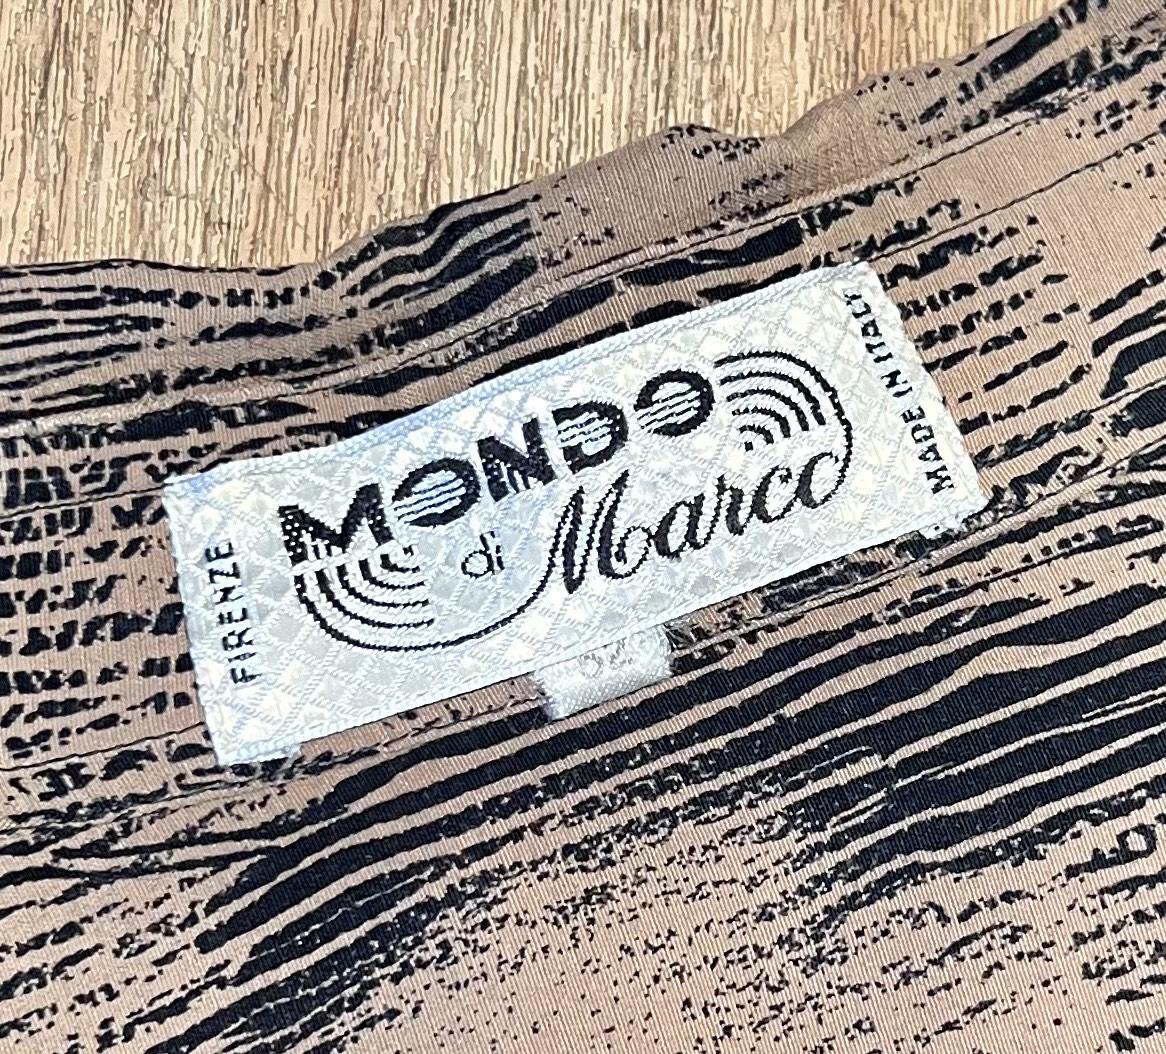 FIRENZE
MONDO
di Marco
MADE IN ITALY